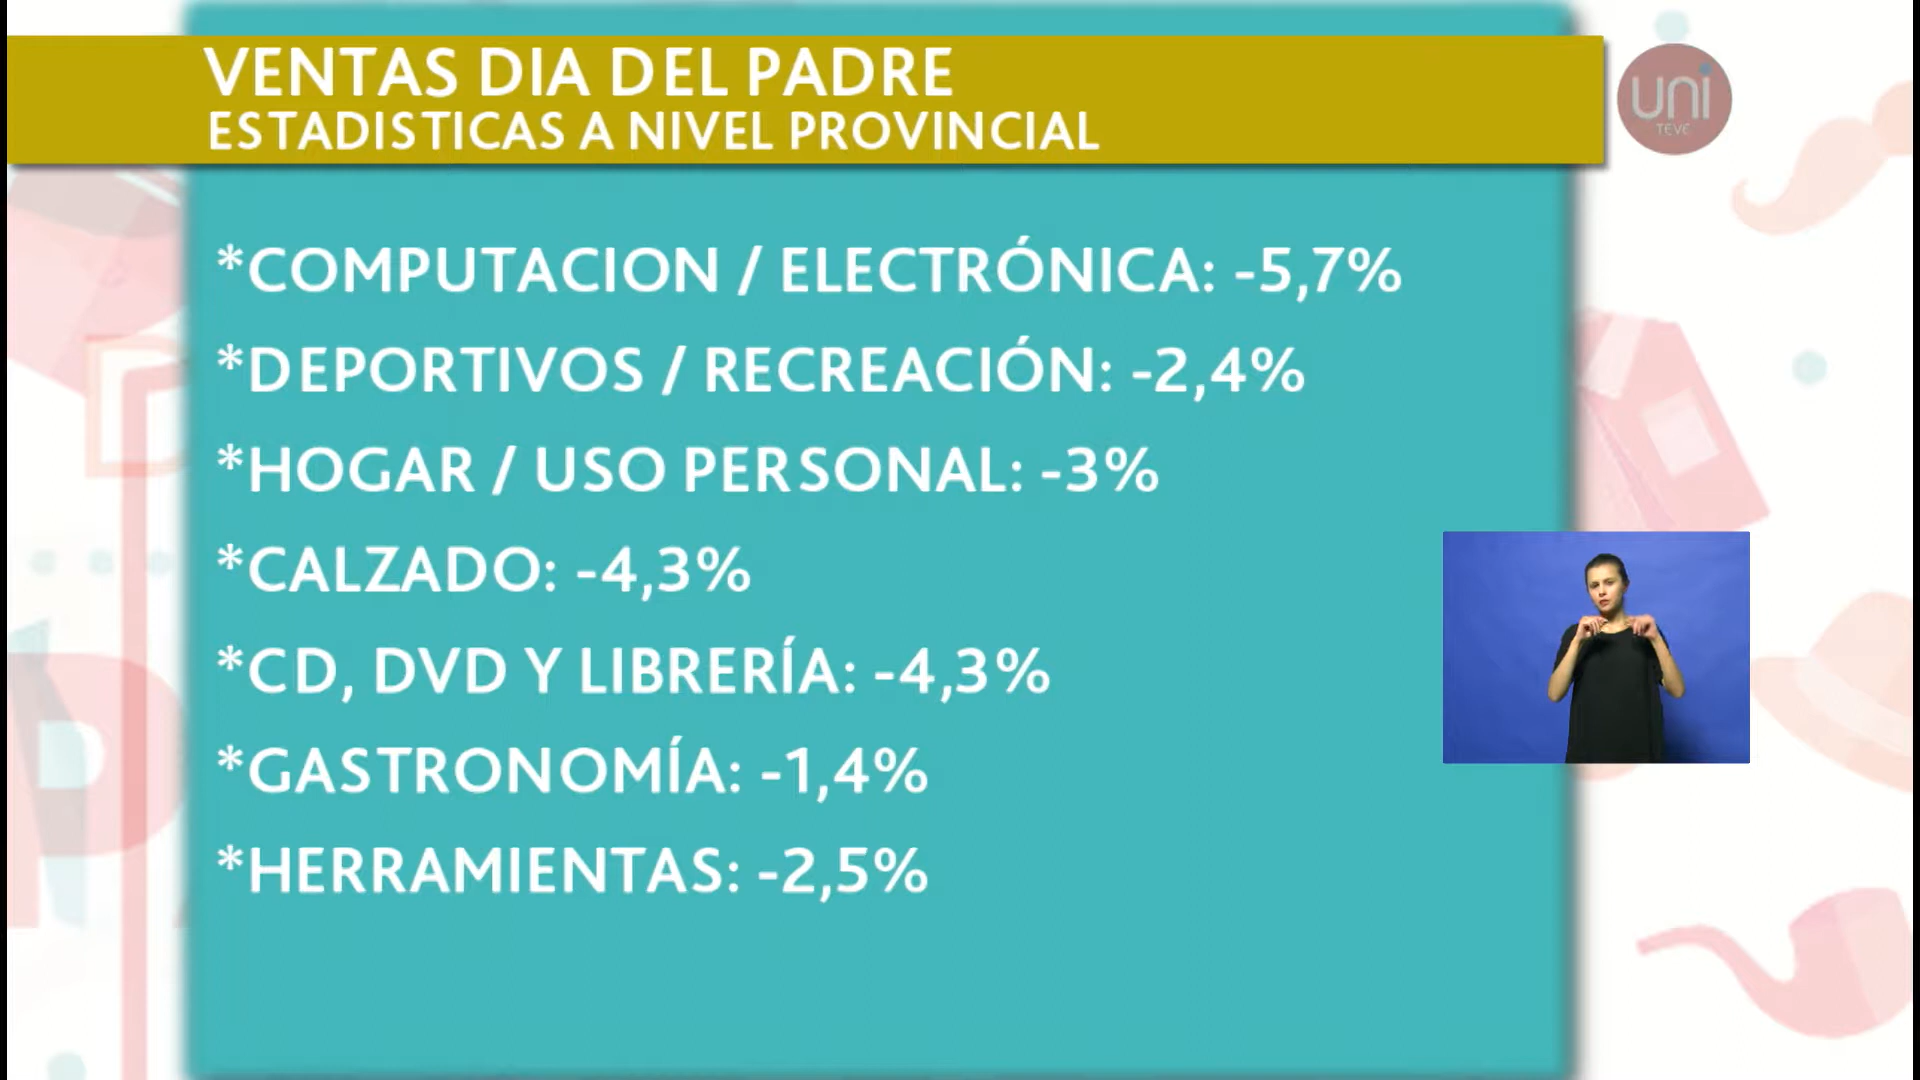 VENTAS DIA DEL PADRE
ESTADISTICAS A NIVEL PROVINCIAL
uni
TEVE
*COMPUTACION / ELECTRÓNICA: -5,7%
*DEPORTIVOS / RECREACIÓN: -2,4%
*HOGAR / USO PERSONAL: -3%
*CALZADO: -4,3%
*CD, DVD Y LIBRERÍA: -4,3%
*GASTRONOMÍA: -1,4%
*HERRAMIENTAS: -2,5%